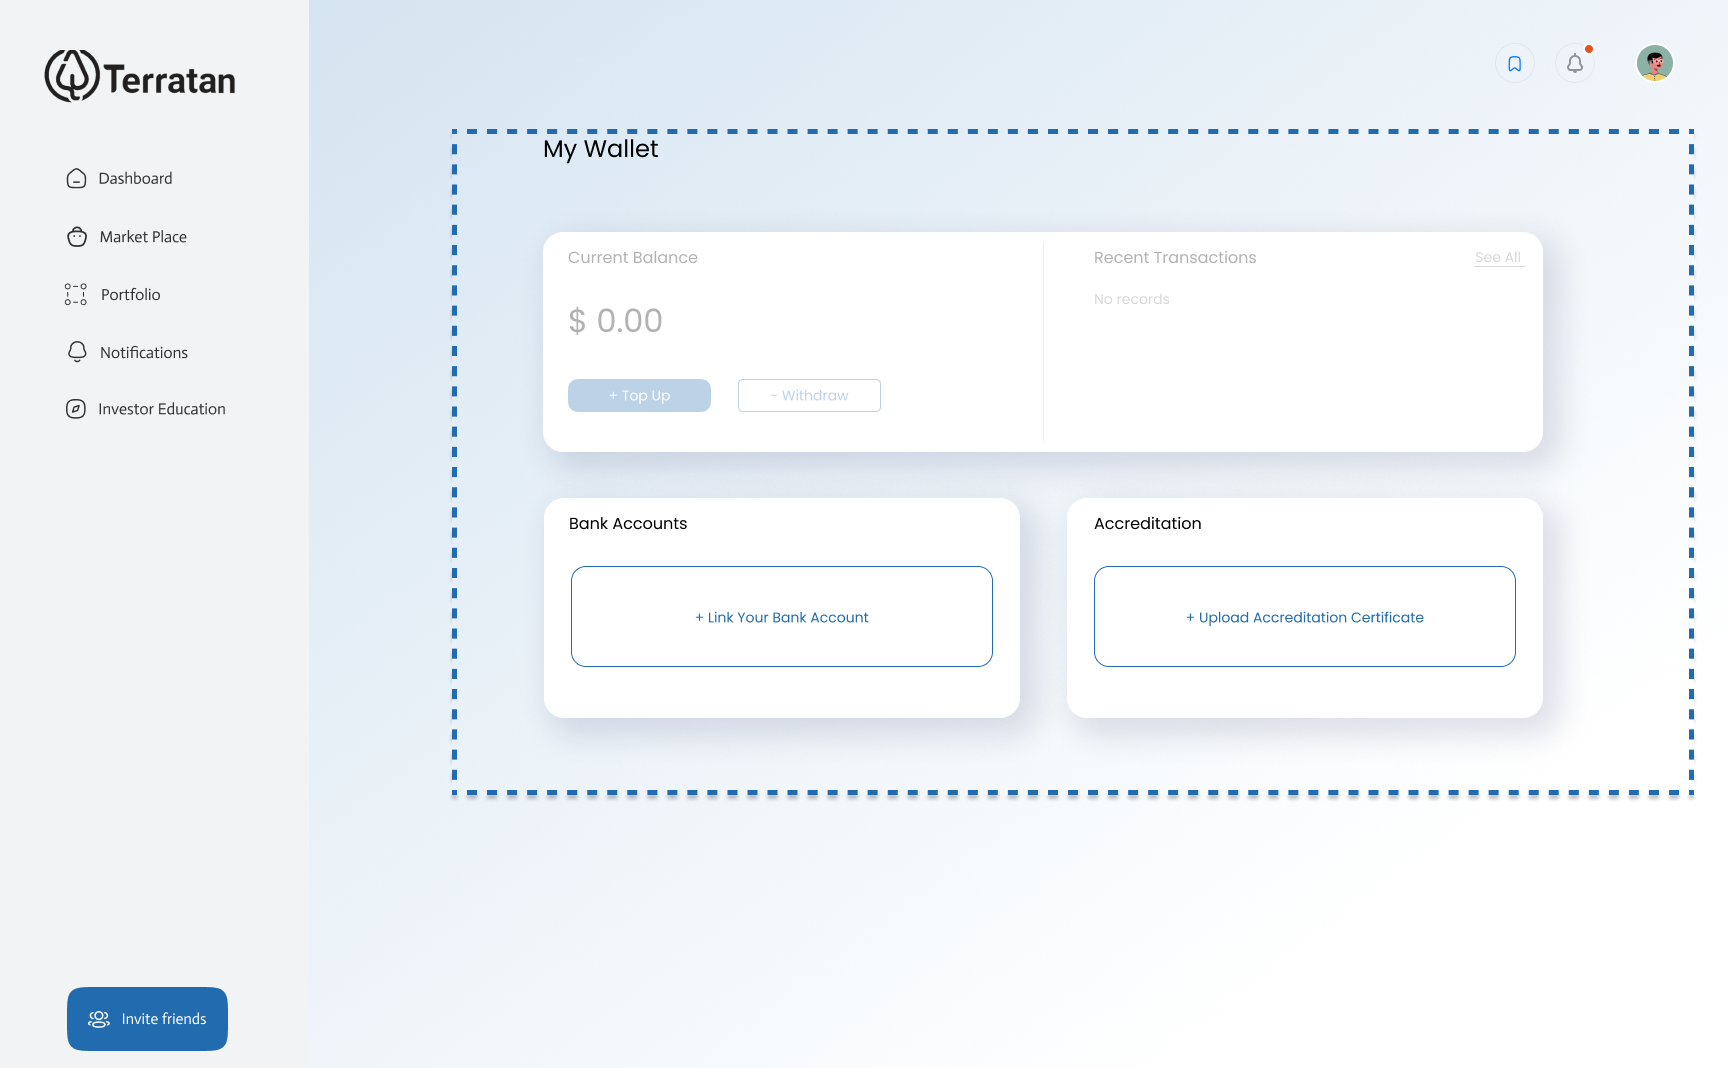 Terratan
Dashboard
Market Place
Portfolio
Notifications
Investor Education
Invite friends
My Wallet
Current Balance
$ 0.00
+ Top Up
- Withdraw
Recent Transactions
See All
No records
Bank Accounts
+ Link Your Bank Account
Accreditation
+ Upload Accreditation Certificate